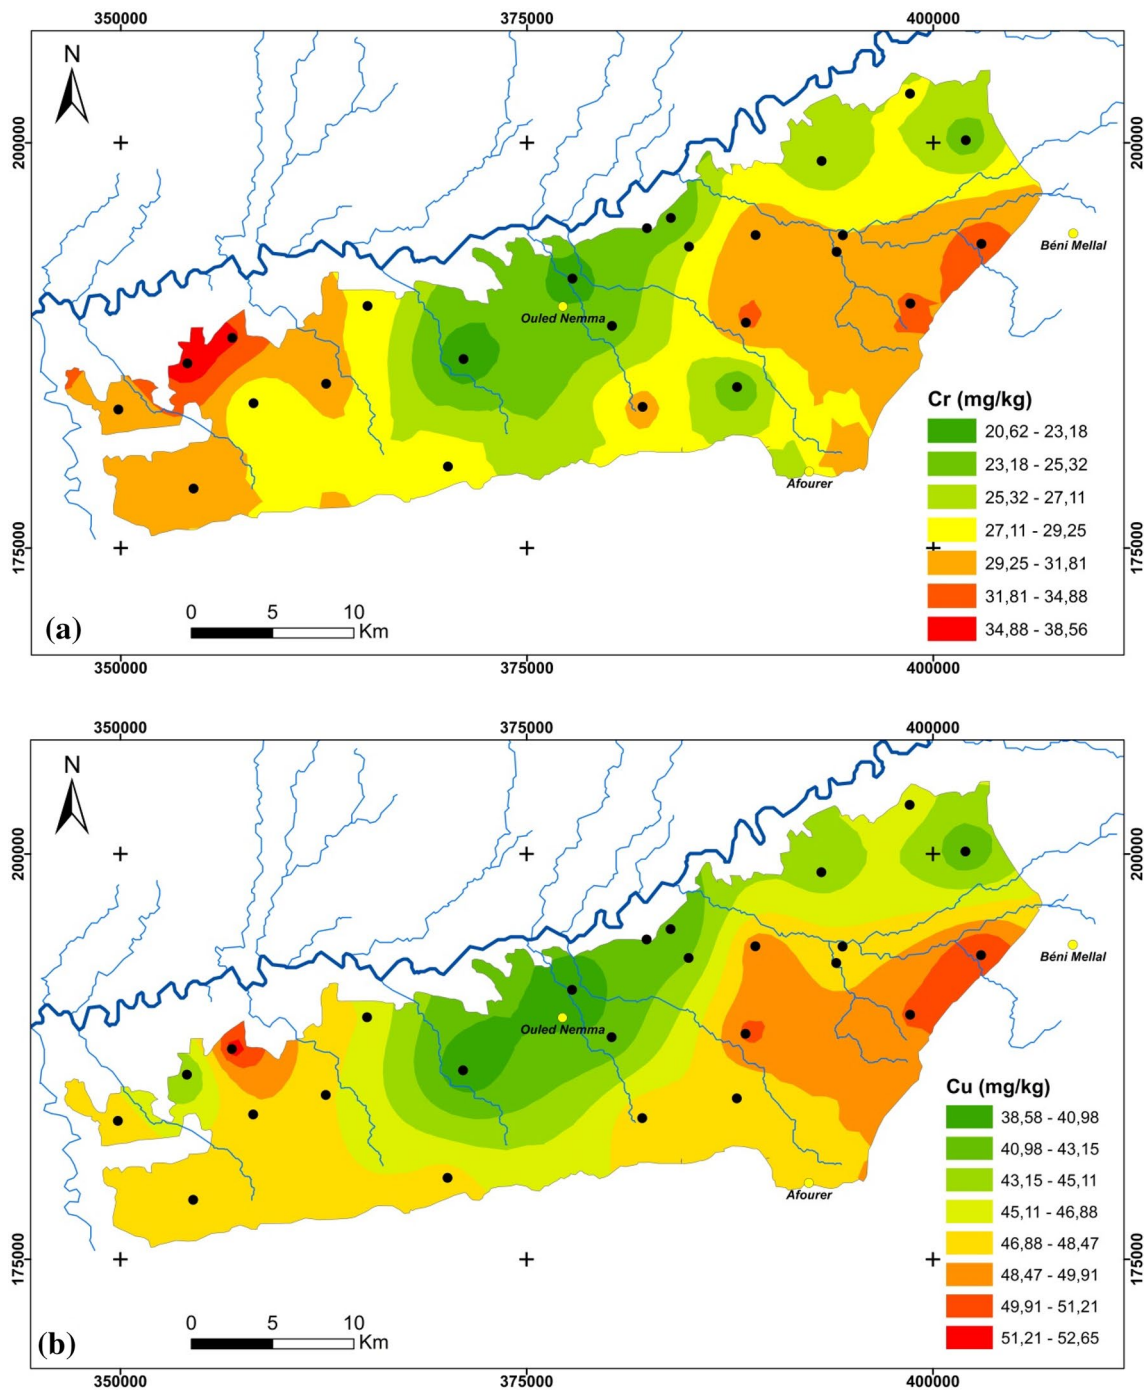 350000 375000 400000
N
200000 200000
Béni Mellal
Ouled Nemma
Cr (mg/kg)
20,62 - 23,18
23,18 - 25,32
25,32 - 27,11
27,11 - 29,25
29,25 - 31,81
31,81 - 34,88
34,88 - 38,56
Afourer
175000 175000
0 5 10
Km
(a)
350000 375000 400000
350000 375000 400000
N
200000 200000
Béni Mellal
Ouled Nemma
Cu (mg/kg)
38,58 - 40,98
40,98 - 43,15
43,15 - 45,11
45,11 - 46,88
46,88 - 48,47
48,47 - 49,91
49,91 - 51,21
51,21 - 52,65
Afourer
175000 175000
0 5 10
Km
(b)
350000 375000 400000